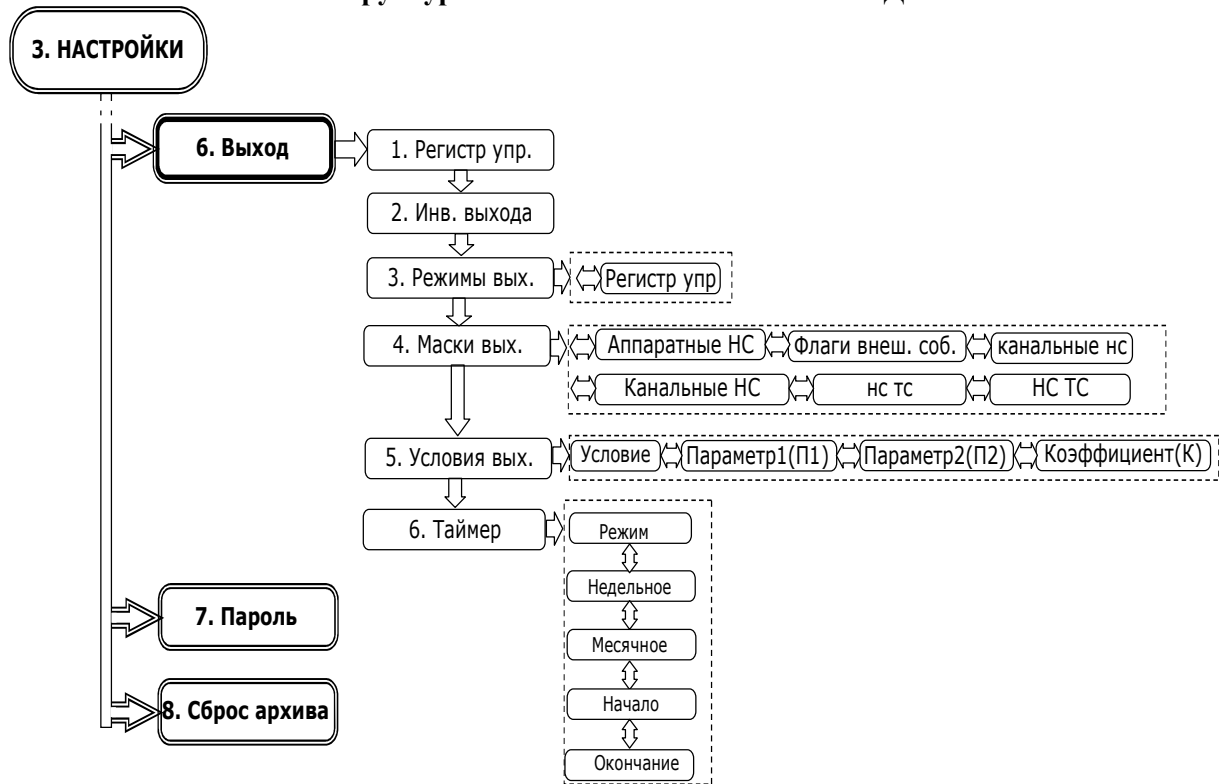 3. НАСТРОЙКИ
6. Выход
1. Регистр упр.
2. Инв. выхода
3. Режимы вых.
Регистр упр
4. Маски вых.
Аппаратные НС
Флаги внеш. соб.
канальные нс
Канальные НС
нс тс
НС ТС
5. Условия вых.
Условие
Параметр1(П1)
Параметр2(П2)
Коэффициент(К)
6. Таймер
Режим
Недельное
Месячное
Начало
Окончание
7. Пароль
8. Сброс архива